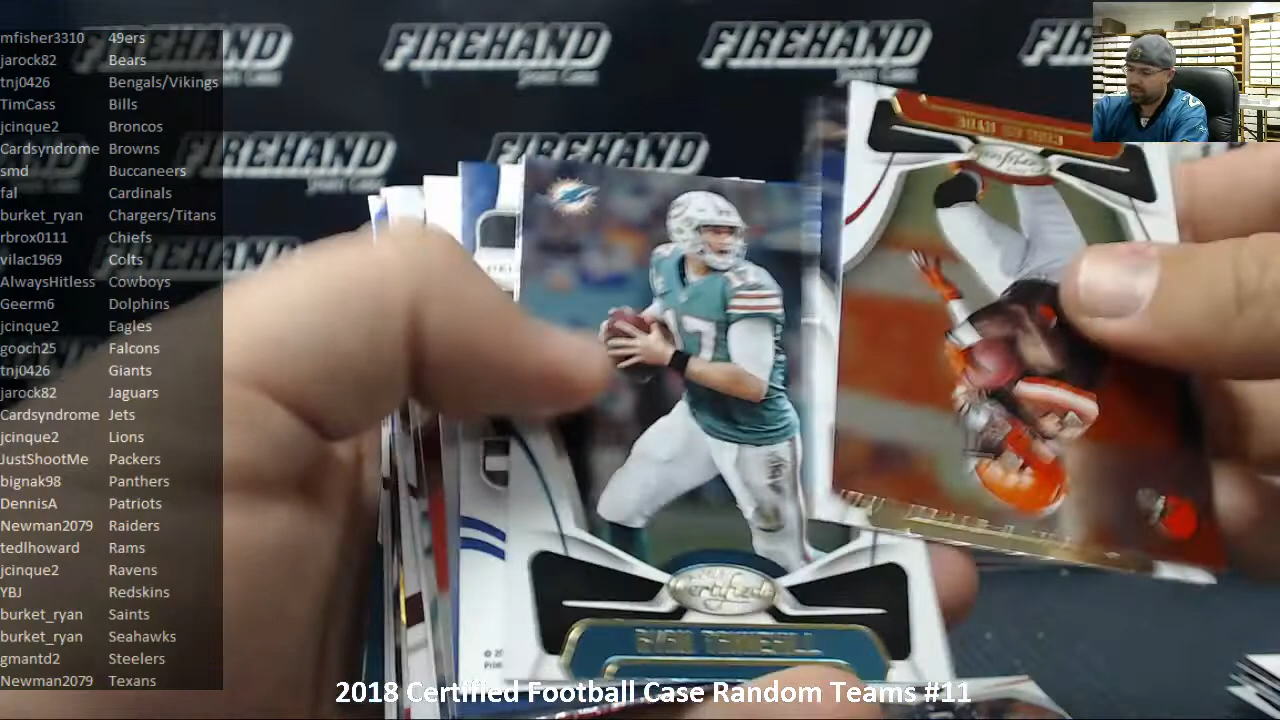 FIREHAND
FIREHAND
FIREHAND
FIREHAND
FIREHAND
mfisher3310 49ers
jarock82 Bears
tnj0426 Bengals/Vikings
TimCass Bills
jcinque2 Broncos
Cardsyndrome Browns
smd Buccaneers
fal Cardinals
burket_ryan Chargers/Titans
rbrox0111 Chiefs
vilac1969 Colts
AlwaysHitless Cowboys
Geerm6 Dolphins
jcinque2 Eagles
gooch25 Falcons
tnj0426 Giants
jarock82 Jaguars
Cardsyndrome Jets
jcinque2 Lions
JustShootMe Packers
bignak98 Panthers
DennisA Patriots
Newman2079 Raiders
tedlhoward Rams
jcinque2 Ravens
YBJ Redskins
burket_ryan Saints
burket_ryan Seahawks
gmantd2 Steelers
Newman2079 Texans
17
Certified
RYAN TANNEHILL
2018 Certified Football Case Random Teams #11